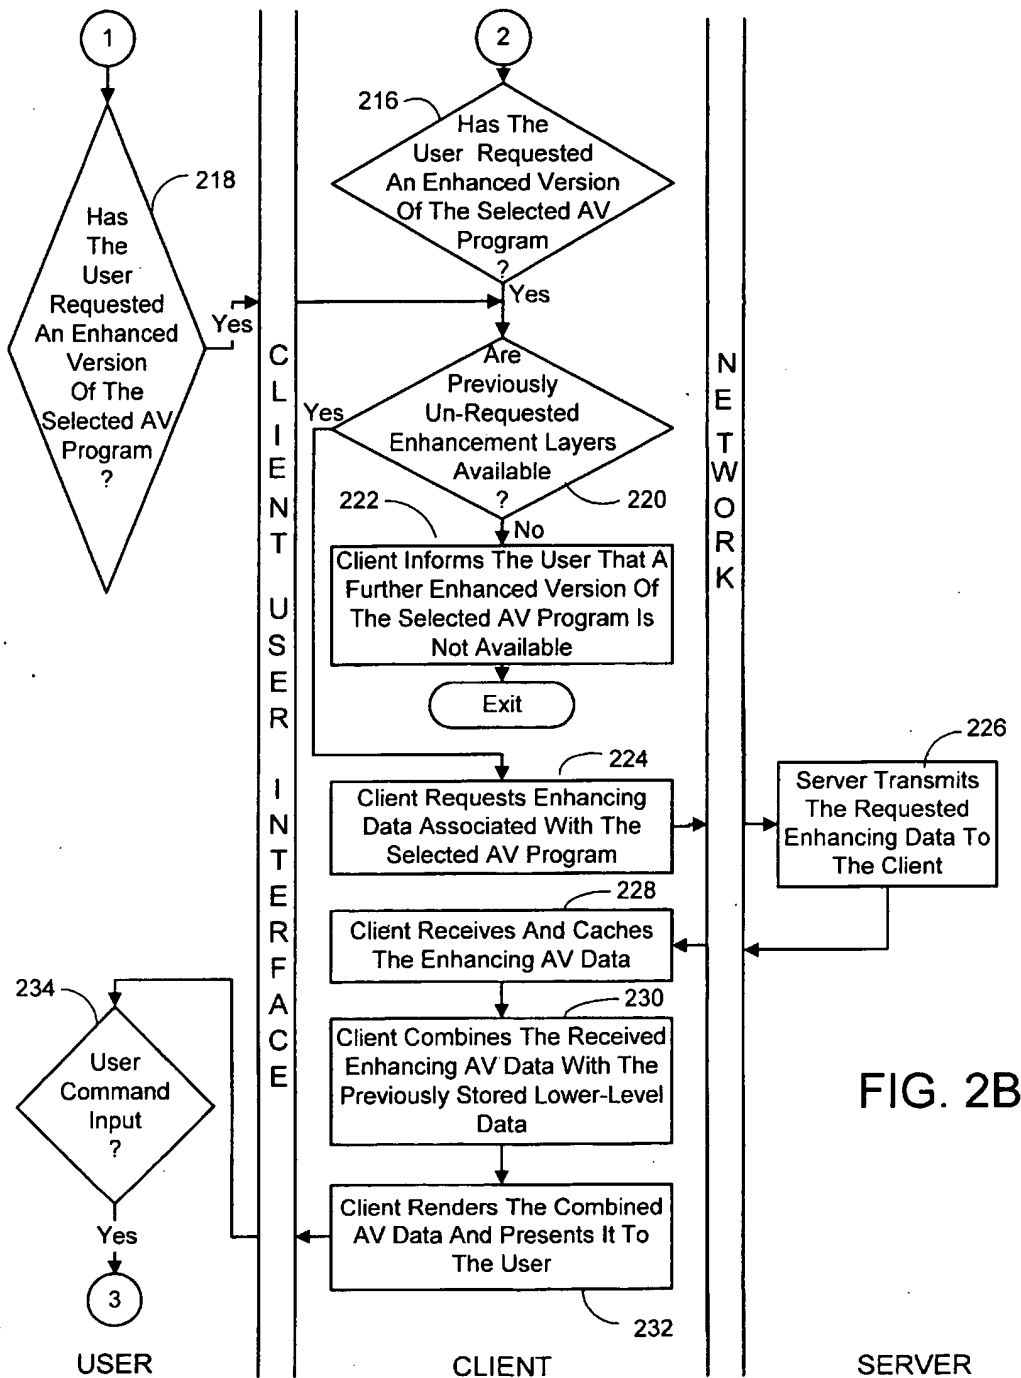 1
2
216
Has The
User Requested
An Enhanced Version
Of The Selected AV
Program
?
Yes
218
Has
The
User
Requested
An Enhanced
Version
Of The
Selected AV
Program
?
Yes
CLIENT USER INTERFACE
NETWORK
Are
Previously
Un-Requested
Enhancement Layers
Available
?
Yes
220
222
No
Client Informs The User That A
Further Enhanced Version Of
The Selected AV Program Is
Not Available
Exit
224
Client Requests Enhancing
Data Associated With The
Selected AV Program
226
Server Transmits
The Requested
Enhancing Data To
The Client
228
Client Receives And Caches
The Enhancing AV Data
230
Client Combines The Received
Enhancing AV Data With The
Previously Stored Lower-Level
Data
Client Renders The Combined
AV Data And Presents It To
The User
232
234
User
Command
Input
?
Yes
3
FIG. 2B
USER
CLIENT
SERVER